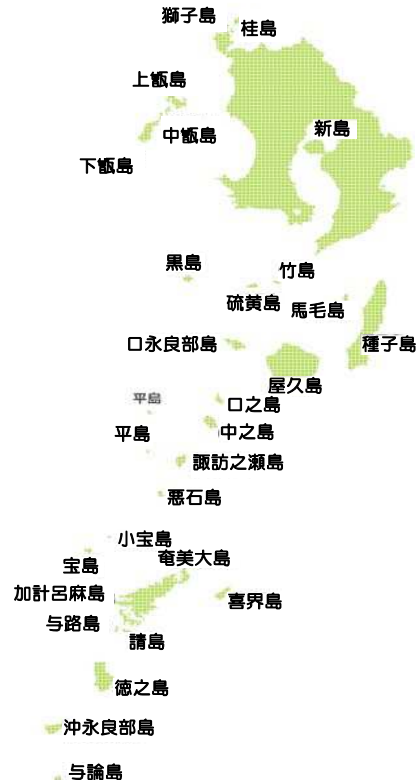 獅子島
桂島
上甑島
中甑島
新島
下甑島
黒島
竹島
硫黄島
馬毛島
口永良部島
種子島
屋久島
平島
口之島
平島
中之島
諏訪之瀬島
悪石島
小宝島
宝島
奄美大島
加計呂麻島
喜界島
与路島
請島
徳之島
沖永良部島
与論島